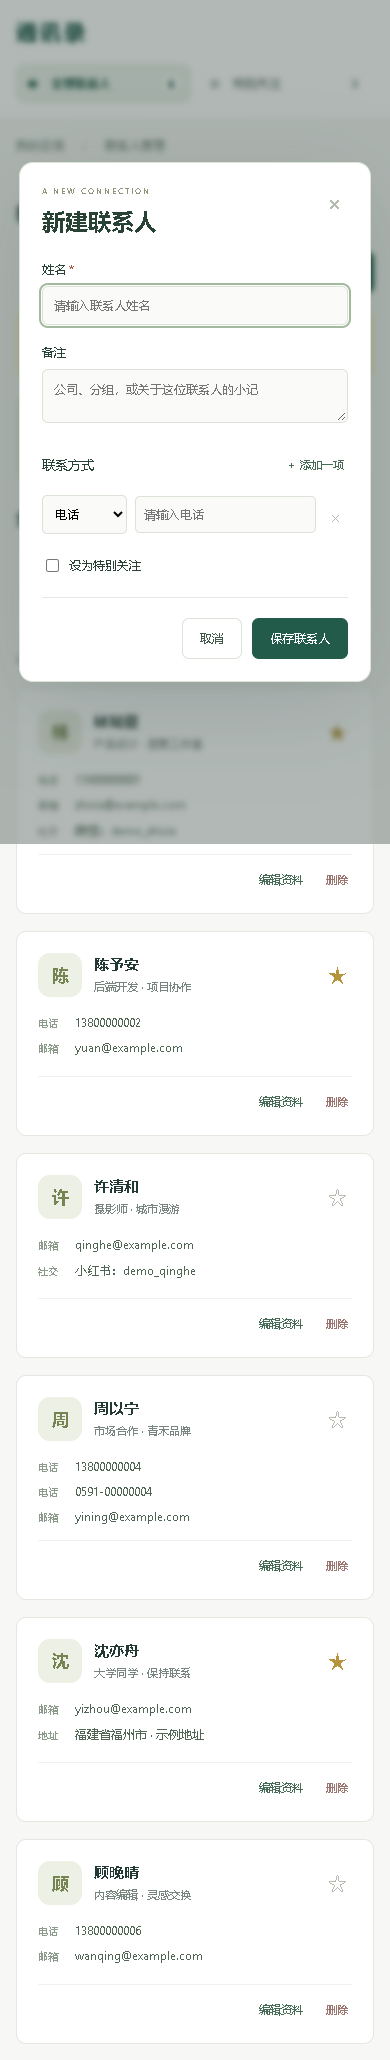 通讯录
全部联系人
A NEW CONNECTION
新建联系人
×
姓名 *
请输入联系人姓名
备注
公司、分组，或关于这位联系人的小记
联系方式
+ 添加一项
电话
请输入电话
×
设为特别关注
取消
保存联系人
编辑资料
删除
陈
陈予安
后端开发 · 项目协作
电话 13800000002
邮箱 yuan@example.com
编辑资料
删除
许
许清和
摄影师 · 城市漫游
邮箱 qinghe@example.com
社交 小红书：demo_qinghe
编辑资料
删除
周
周以宁
市场合作 · 青禾品牌
电话 13800000004
电话 0591-00000004
邮箱 yining@example.com
编辑资料
删除
沈
沈亦舟
大学同学 · 保持联系
邮箱 yizhou@example.com
地址 福建省福州市 · 示例地址
编辑资料
删除
顾
顾晚晴
内容编辑 · 灵感交换
电话 13800000006
邮箱 wanqing@example.com
编辑资料
删除